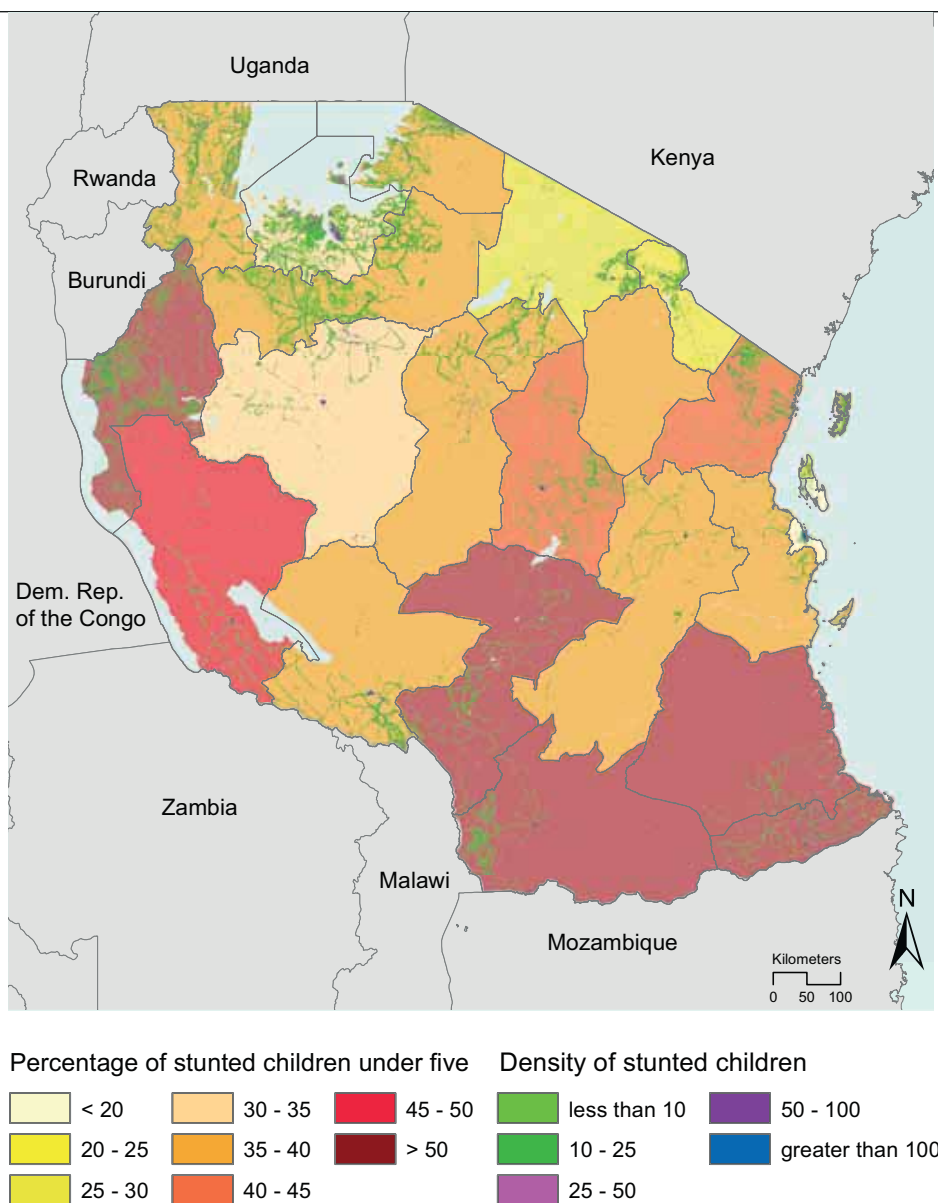 Uganda
Kenya
Rwanda
Burundi
Dem. Rep.
of the Congo
Zambia
Malawi
Mozambique
N
Kilometers
0 50 100
Percentage of stunted children under five
< 20
20 - 25
25 - 30
30 - 35
35 - 40
40 - 45
45 - 50
> 50
Density of stunted children
less than 10
10 - 25
25 - 50
50 - 100
greater than 100